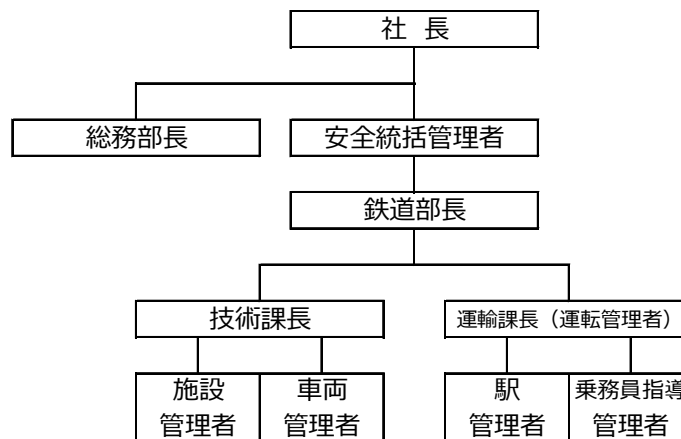 社 長
総務部長
安全統括管理者
鉄道部長
技術課長
運輸課長（運転管理者）
施設
管理者
車両
管理者
駅
管理者
乗務員指導
管理者